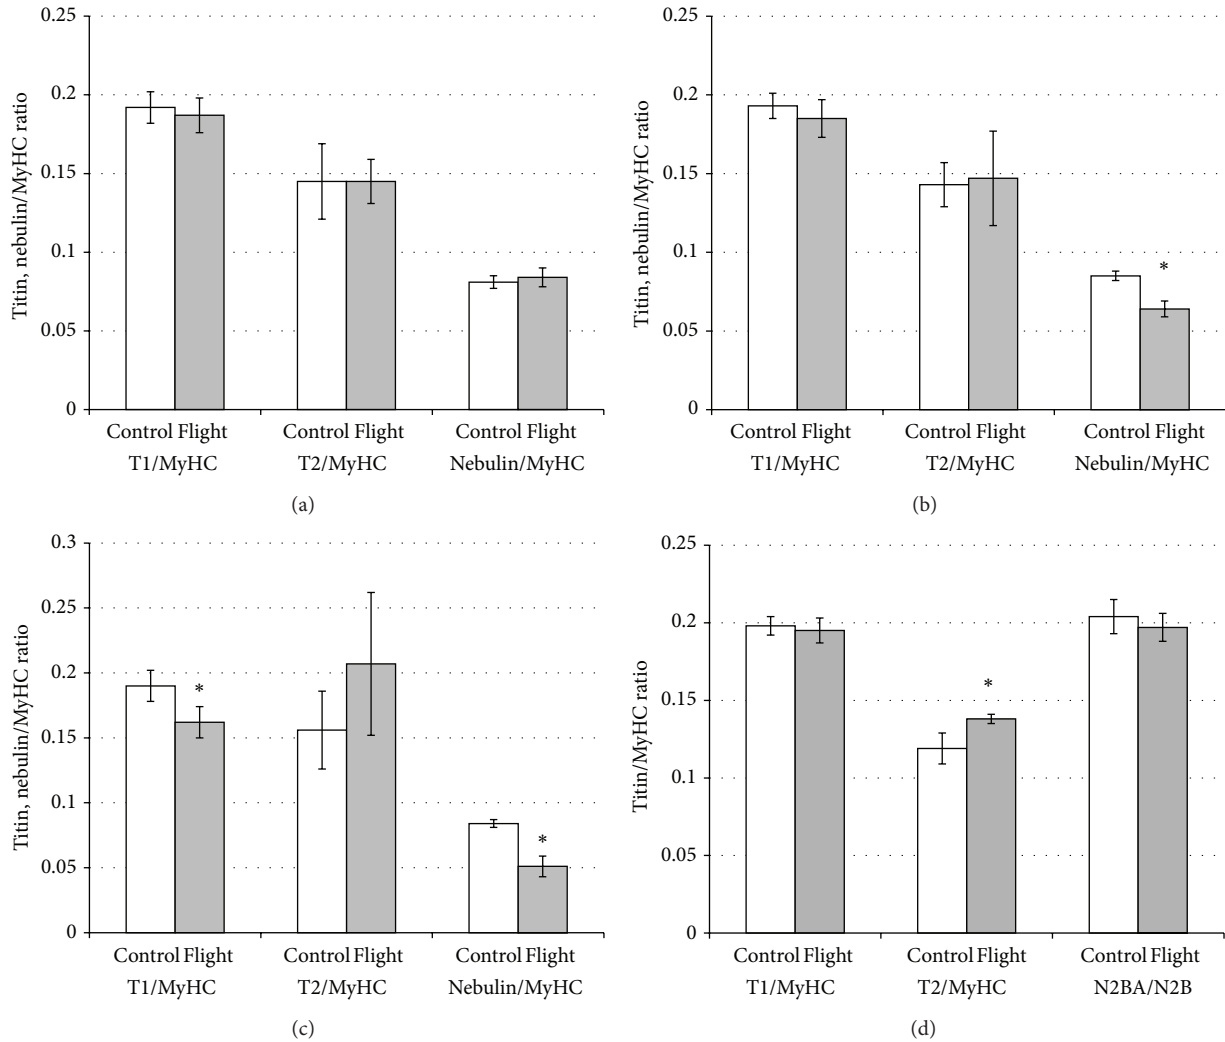 0.25
0.2
0.15
0.1
0.05
0
Titin, nebulin/MyHC ratio
Control Flight
T1/MyHC
Control Flight
T2/MyHC
Control Flight
Nebulin/MyHC
(a)
0.25
0.2
0.15
0.1
0.05
0
Titin, nebulin/MyHC ratio
*
Control Flight
T1/MyHC
Control Flight
T2/MyHC
Control Flight
Nebulin/MyHC
(b)
0.3
0.25
0.2
0.15
0.1
0.05
0
Titin, nebulin/MyHC ratio
*
*
Control Flight
T1/MyHC
Control Flight
T2/MyHC
Control Flight
Nebulin/MyHC
(c)
0.25
0.2
0.15
0.1
0.05
0
Titin/MyHC ratio
*
Control Flight
T1/MyHC
Control Flight
T2/MyHC
Control Flight
N2BA/N2B
(d)